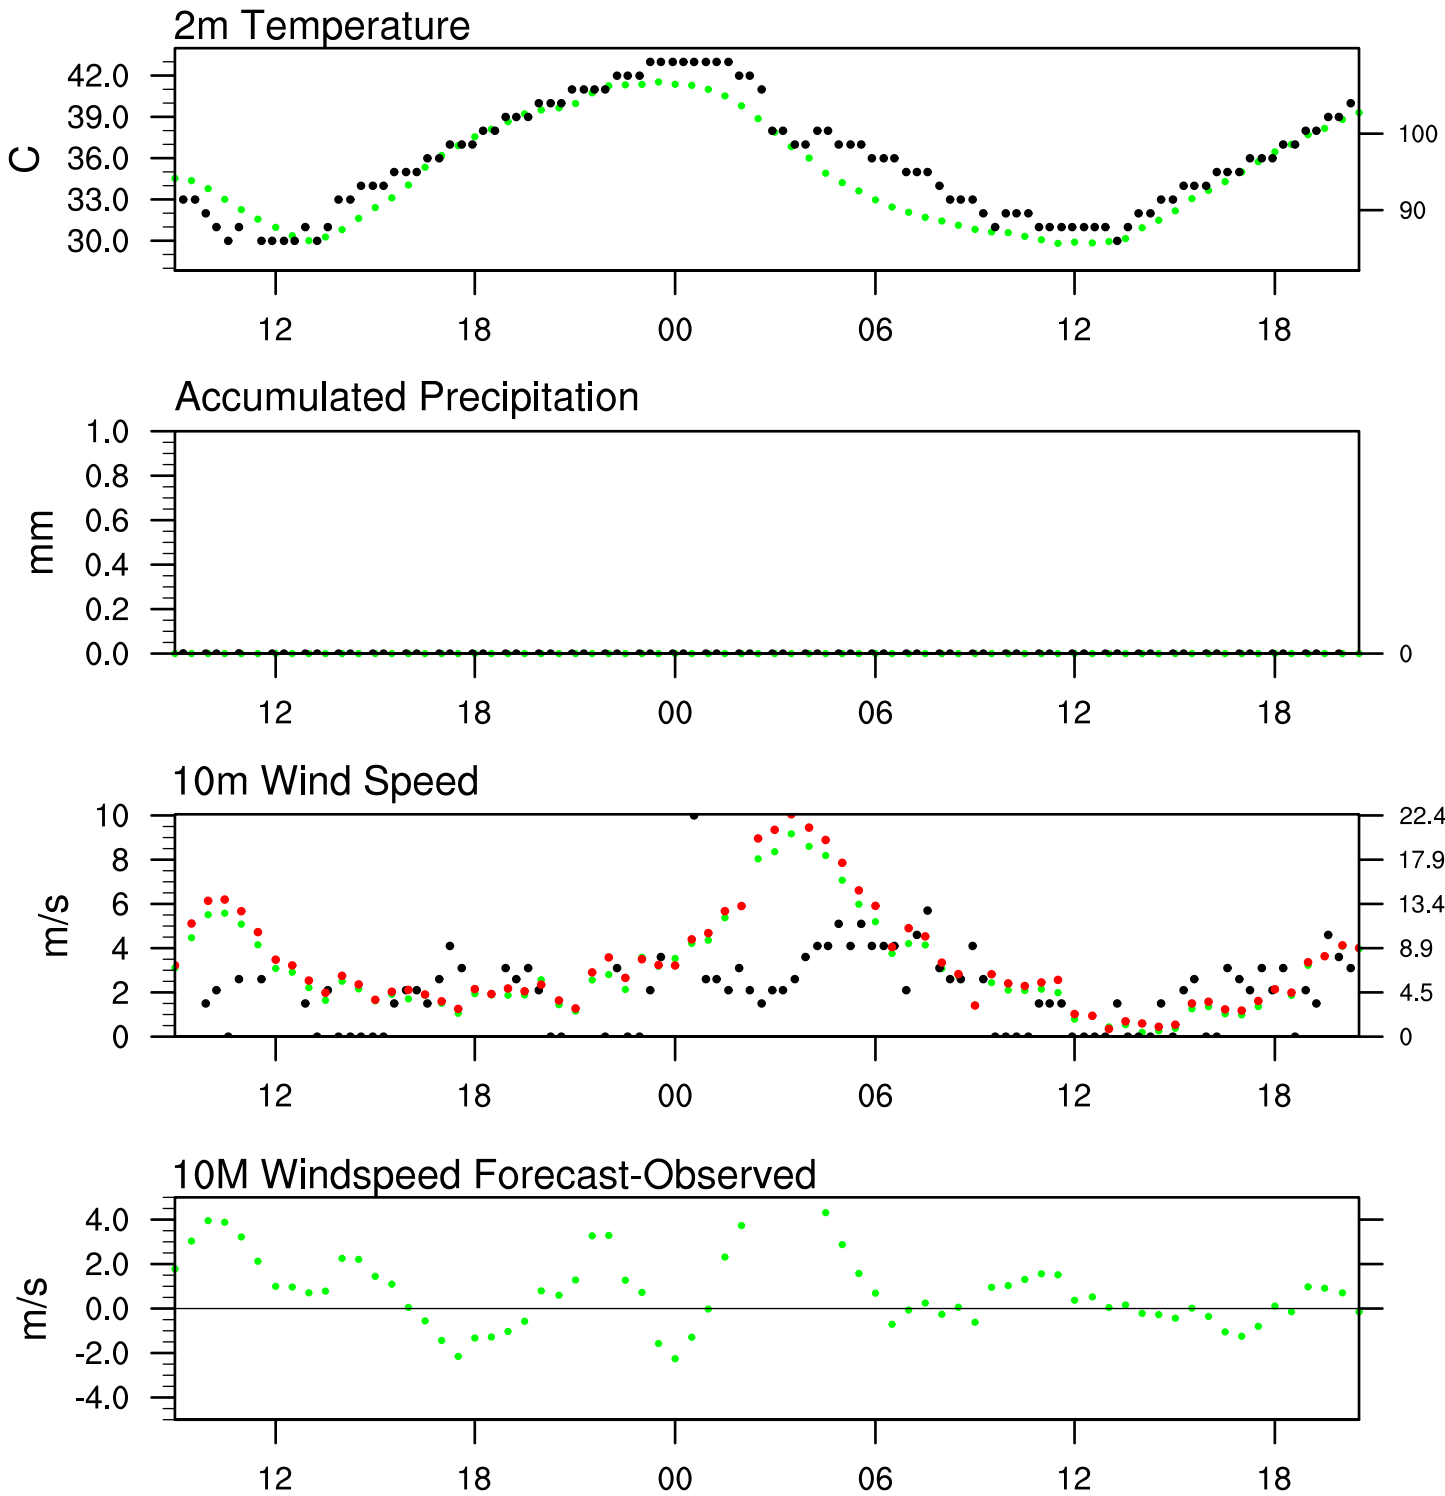 2m Temperature
42.0
39.0
36.0
33.0
30.0
C
100
90
12 18 00 06 12 18
Accumulated Precipitation
1.0
0.8
0.6
0.4
0.2
0.0
mm
0
12 18 00 06 12 18
10m Wind Speed
10
8
6
4
2
0
m/s
22.4
17.9
13.4
8.9
4.5
0
12 18 00 06 12 18
10M Windspeed Forecast-Observed
4.0
2.0
0.0
-2.0
-4.0
m/s
12 18 00 06 12 18